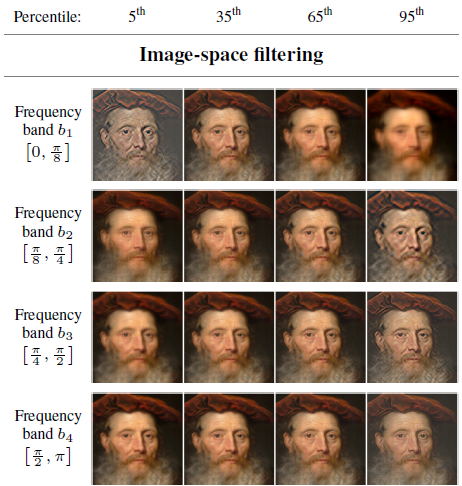 Percentile: 5th 35th 65th 95th
Image-space filtering
Frequency
band b₁
[0, π/8]
Frequency
band b₂
[π/8, π/4]
Frequency
band b₃
[π/4, π/2]
Frequency
band b₄
[π/2, π]